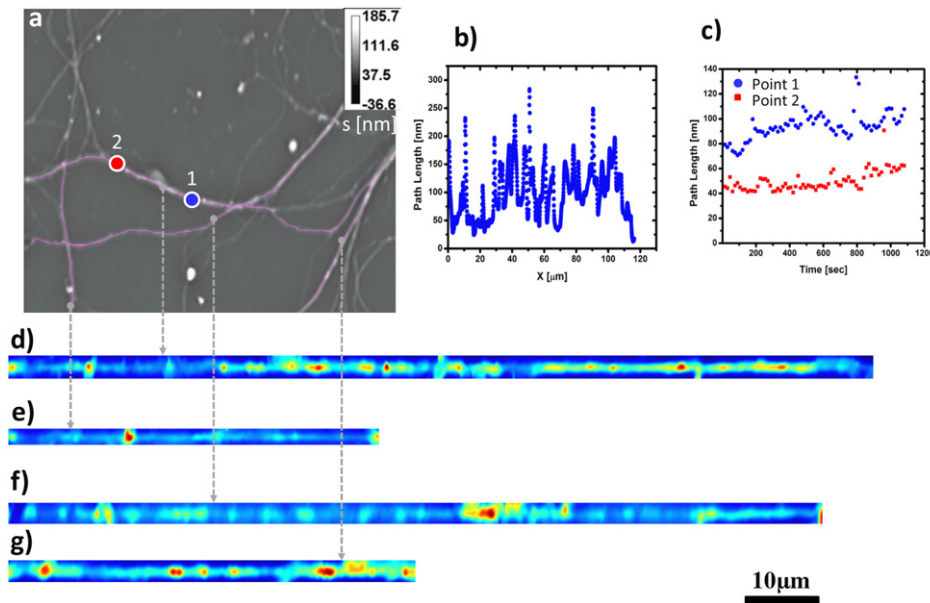 a
185.7
111.6
37.5
-36.6
s [nm]
2
1
b)
Path Length [nm]
300
250
200
150
100
50
0
0 20 40 60 80 100 120 130
X [μm]
c)
Path Length [nm]
140
120
100
80
60
40
20
0
Point 1
Point 2
200 400 600 800 1000 1200
Time [sec]
d)
e)
f)
g)
10μm